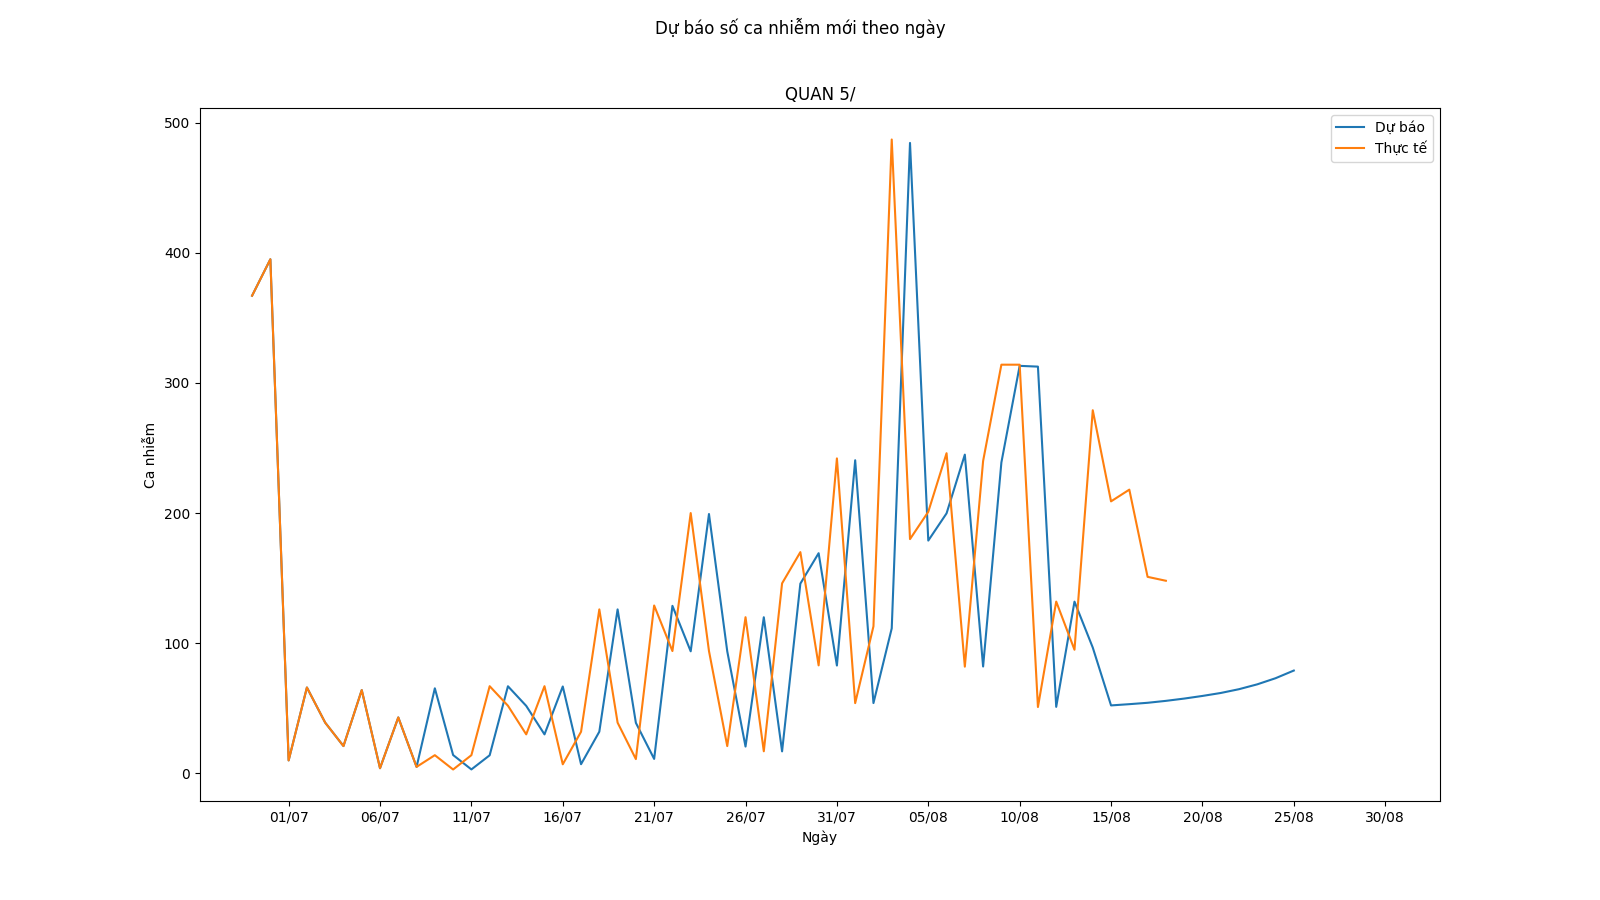 Dự báo số ca nhiễm mới theo ngày
QUAN 5/
500
400
300
200
100
0
Ca nhiễm
Dự báo
Thực tế
01/07 06/07 11/07 16/07 21/07 26/07 31/07 05/08 10/08 15/08 20/08 25/08 30/08
Ngày